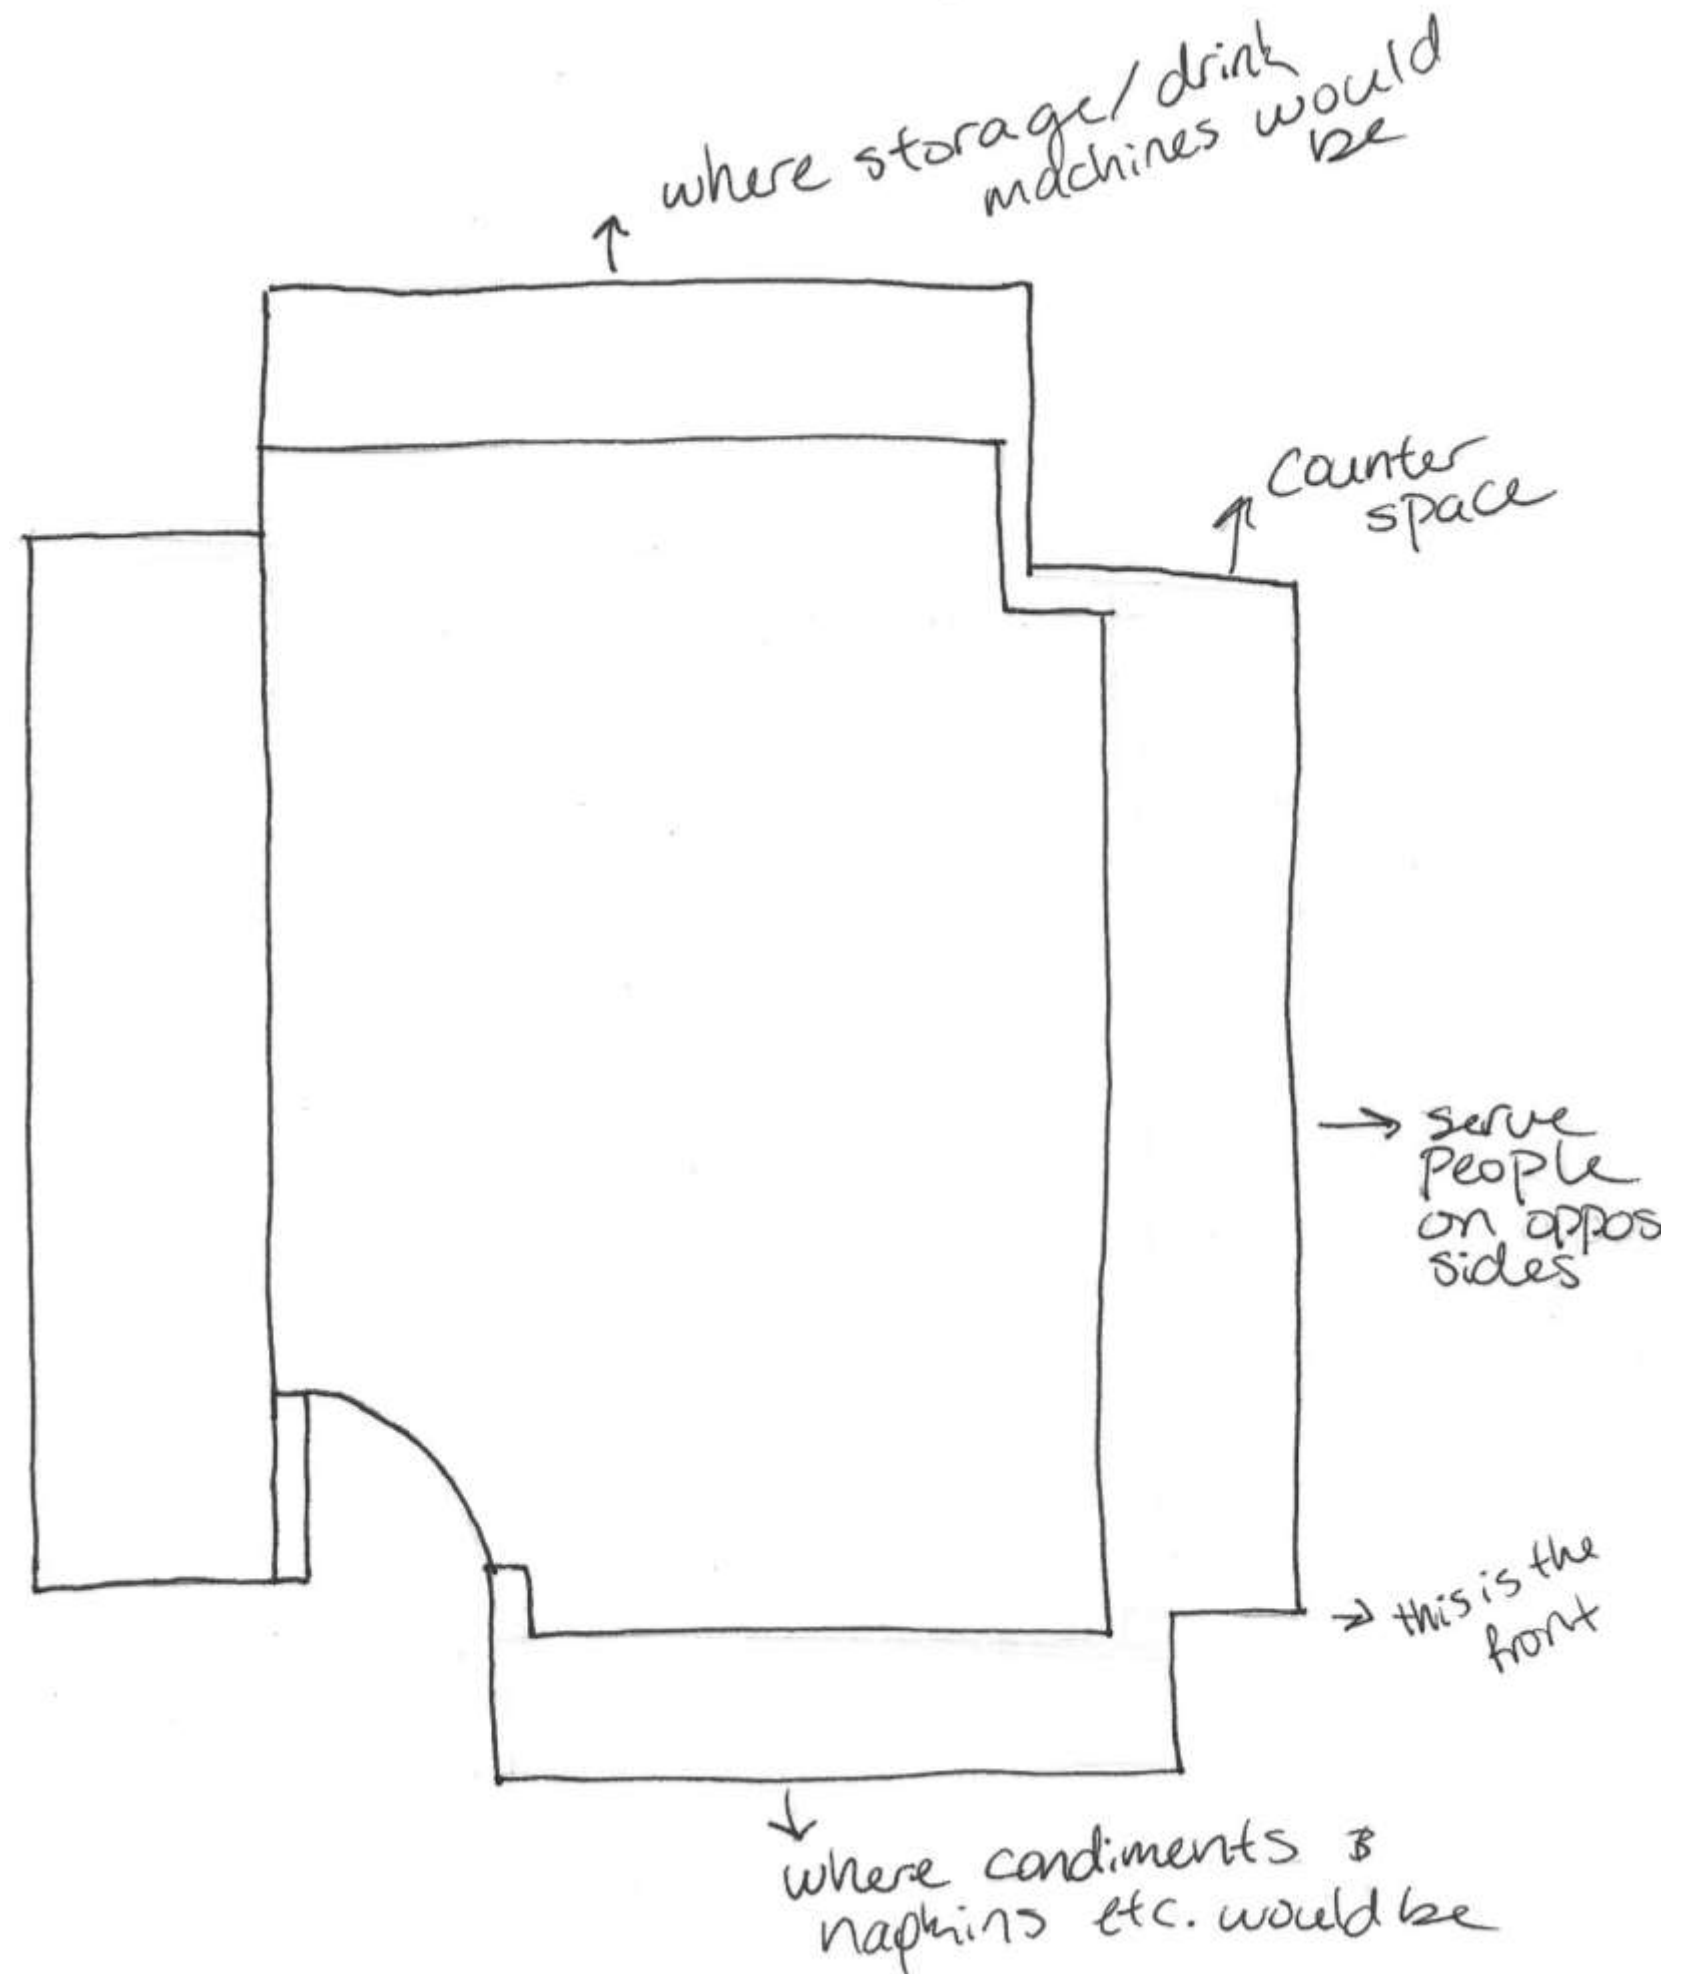 where storage/drink
machines would
be
Counter
space
serve
people
on oppos
sides
this is the
front
where condiments &
napkins etc. would be